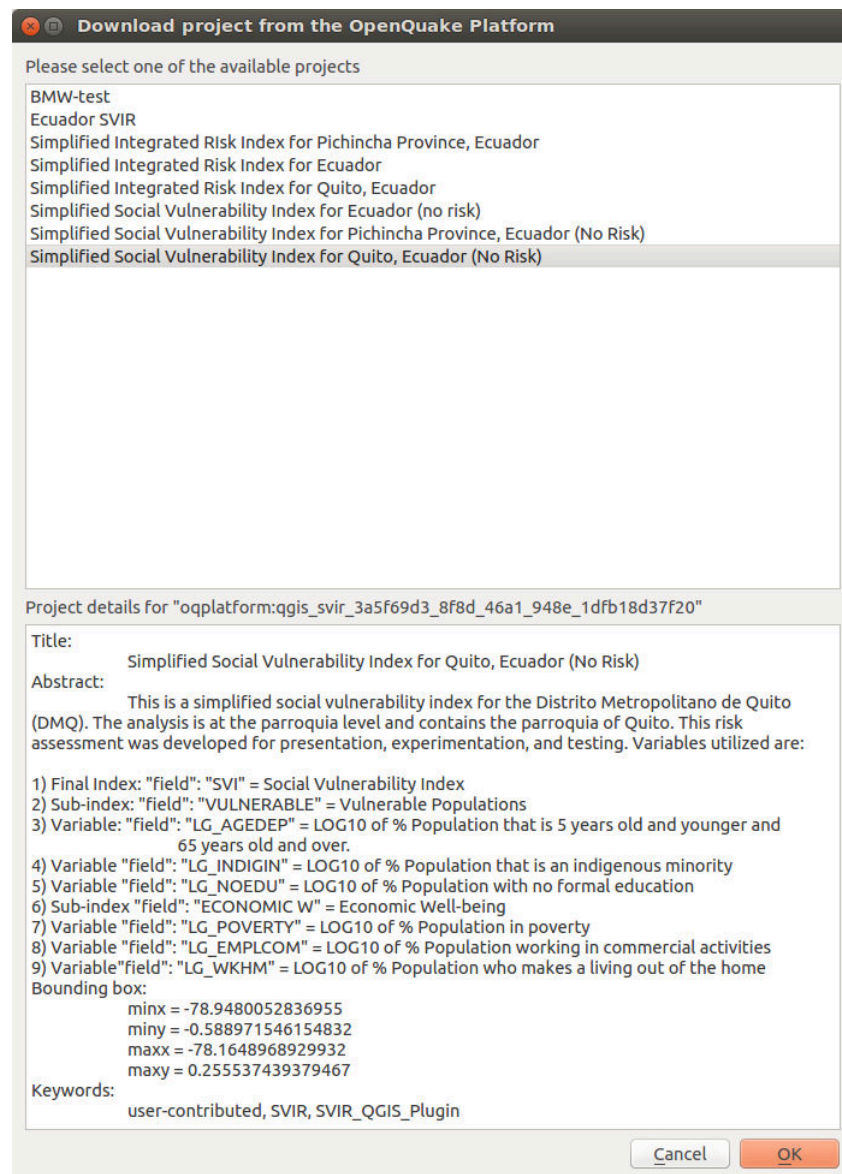 Download project from the OpenQuake Platform
Please select one of the available projects
BMW-test
Ecuador SVIR
Simplified Integrated RIsk Index for Pichincha Province, Ecuador
Simplified Integrated Risk Index for Ecuador
Simplified Integrated Risk Index for Quito, Ecuador
Simplified Social Vulnerability Index for Ecuador (no risk)
Simplified Social Vulnerability Index for Pichincha Province, Ecuador (No Risk)
Simplified Social Vulnerability Index for Quito, Ecuador (No Risk)
Project details for "oqplatform:qgis_svir_3a5f69d3_8f8d_46a1_948e_1dfb18d37f20"
Title:
Simplified Social Vulnerability Index for Quito, Ecuador (No Risk)
Abstract:
This is a simplified social vulnerability index for the Distrito Metropolitano de Quito
(DMQ). The analysis is at the parroquia level and contains the parroquia of Quito. This risk
assessment was developed for presentation, experimentation, and testing. Variables utilized are:
1) Final Index: "field": "SVI" = Social Vulnerability Index
2) Sub-index: "field": "VULNERABLE" = Vulnerable Populations
3) Variable: "field": "LG_AGEDEP" = LOG10 of % Population that is 5 years old and younger and
65 years old and over.
4) Variable "field": "LG_INDIGIN" = LOG10 of % Population that is an indigenous minority
5) Variable "field": "LG_NOEDU" = LOG10 of % Population with no formal education
6) Sub-index "field": "ECONOMIC W" = Economic Well-being
7) Variable "field": "LG_POVERTY" = LOG10 of % Population in poverty
8) Variable "field": "LG_EMPLCOM" = LOG10 of % Population working in commercial activities
9) Variable"field": "LG_WKHM" = LOG10 of % Population who makes a living out of the home
Bounding box:
minx = -78.9480052836955
miny = -0.588971546154832
maxx = -78.1648968929932
maxy = 0.255537439379467
Keywords:
user-contributed, SVIR, SVIR_QGIS_Plugin
Cancel
OK